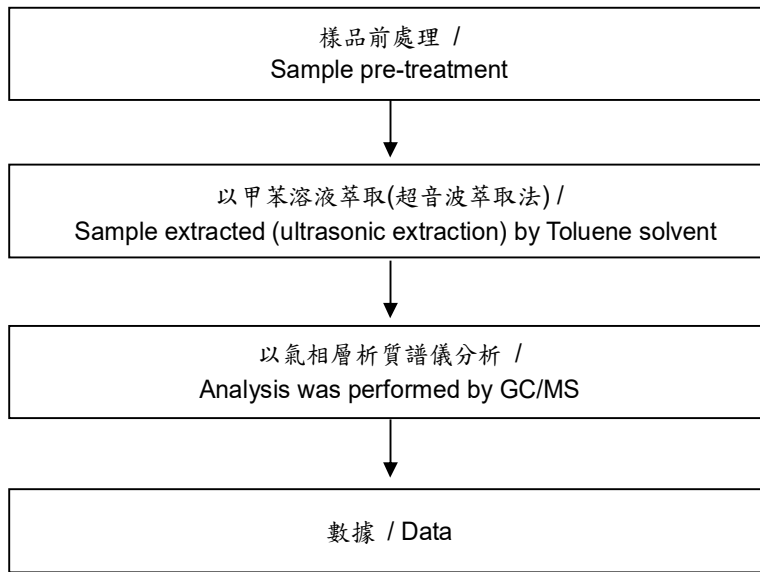 樣品前處理 /
Sample pre-treatment
以甲苯溶液萃取(超音波萃取法) /
Sample extracted (ultrasonic extraction) by Toluene solvent
以氣相層析質譜儀分析 /
Analysis was performed by GC/MS
數據 / Data